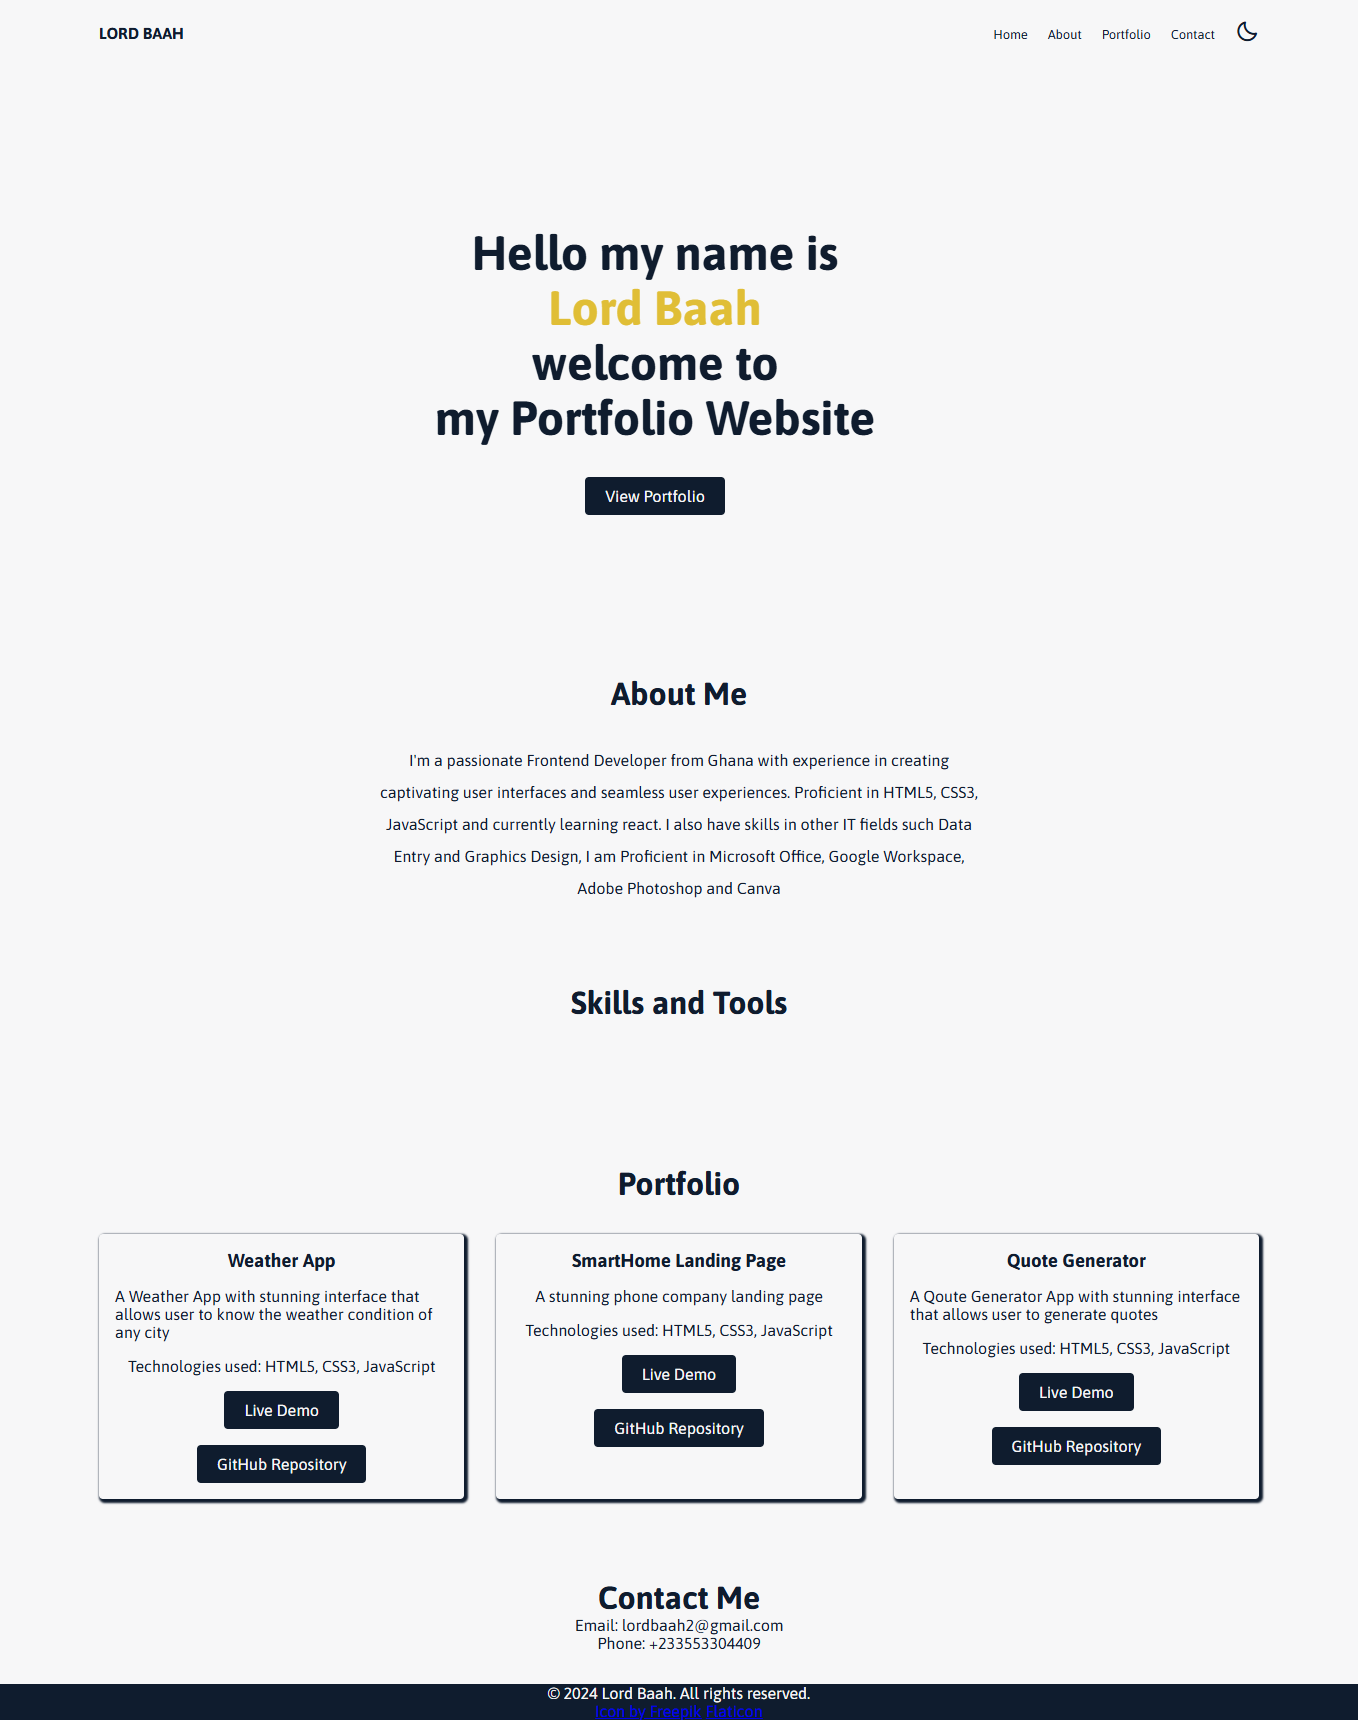 LORD BAAH
Home About Portfolio Contact
Hello my name is
Lord Baah
welcome to
my Portfolio Website
View Portfolio
About Me
I'm a passionate Frontend Developer from Ghana with experience in creating
captivating user interfaces and seamless user experiences. Proficient in HTML5, CSS3,
JavaScript and currently learning react. I also have skills in other IT fields such Data
Entry and Graphics Design, I am Proficient in Microsoft Office, Google Workspace,
Adobe Photoshop and Canva
Skills and Tools
Portfolio
Weather App
A Weather App with stunning interface that
allows user to know the weather condition of
any city
Technologies used: HTML5, CSS3, JavaScript
Live Demo
GitHub Repository
SmartHome Landing Page
A stunning phone company landing page
Technologies used: HTML5, CSS3, JavaScript
Live Demo
GitHub Repository
Quote Generator
A Qoute Generator App with stunning interface
that allows user to generate quotes
Technologies used: HTML5, CSS3, JavaScript
Live Demo
GitHub Repository
Contact Me
Email: lordbaah2@gmail.com
Phone: +233553304409
© 2024 Lord Baah. All rights reserved.
Icon by Freepik Flaticon